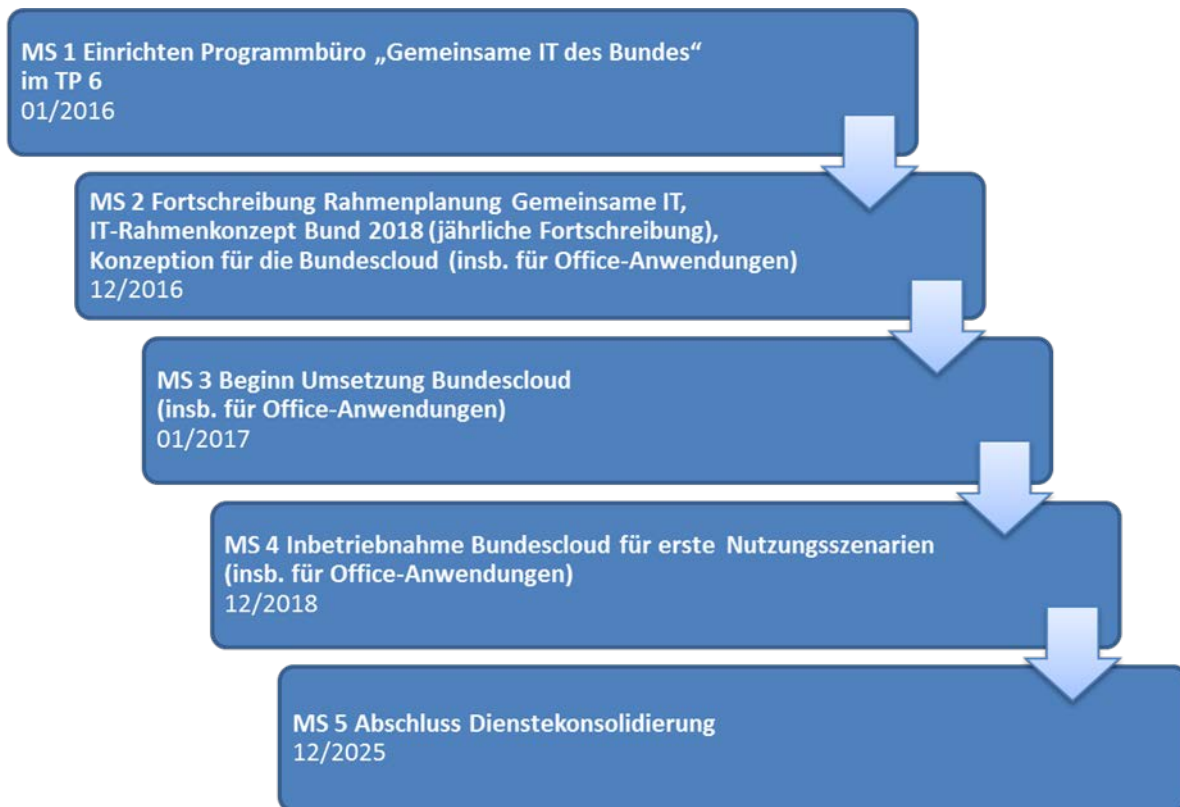 MS 1 Einrichten Programmbüro „Gemeinsame IT des Bundes“
im TP 6
01/2016
MS 2 Fortschreibung Rahmenplanung Gemeinsame IT,
IT-Rahmenkonzept Bund 2018 (jährliche Fortschreibung),
Konzeption für die Bundescloud (insb. für Office-Anwendungen)
12/2016
MS 3 Beginn Umsetzung Bundescloud
(insb. für Office-Anwendungen)
01/2017
MS 4 Inbetriebnahme Bundescloud für erste Nutzungsszenarien
(insb. für Office-Anwendungen)
12/2018
MS 5 Abschluss Dienstekonsolidierung
12/2025